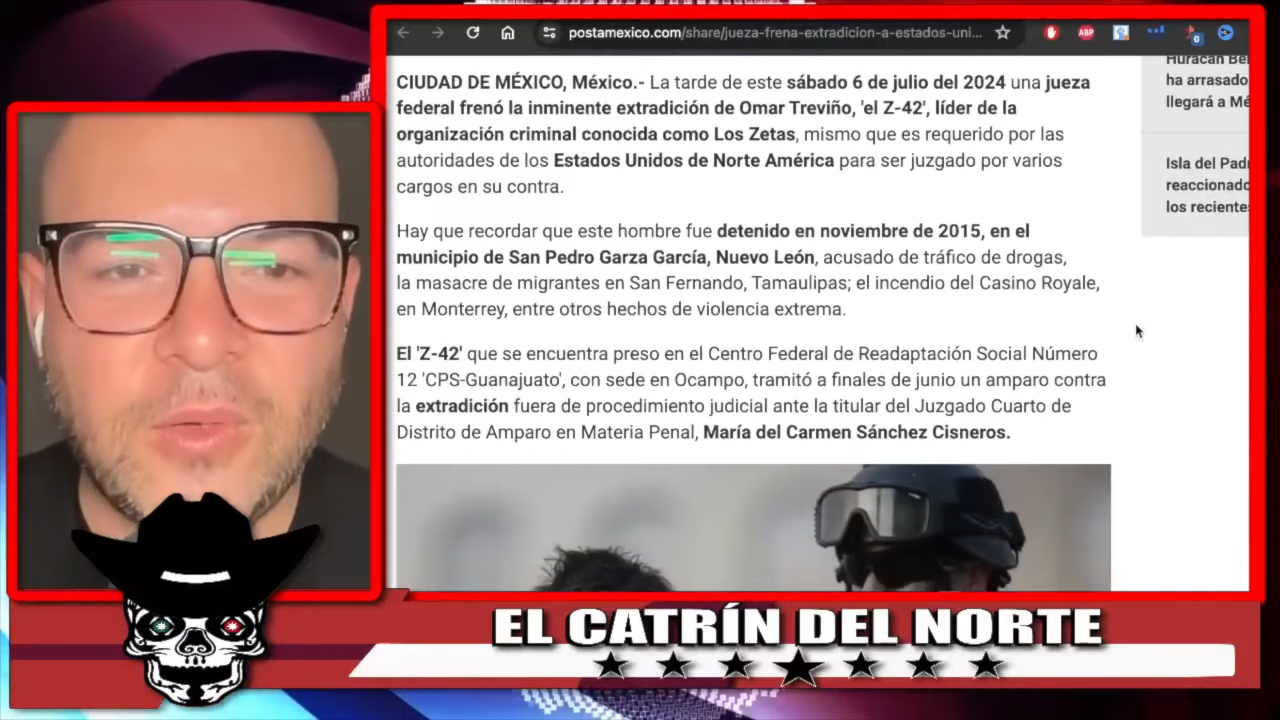 postamexico.com/share/jueza-frena-extradicion-a-estados-uni...
ABP
0
CIUDAD DE MÉXICO, México.- La tarde de este sábado 6 de julio del 2024 una jueza
federal frenó la inminente extradición de Omar Treviño, 'el Z-42', líder de la
organización criminal conocida como Los Zetas, mismo que es requerido por las
autoridades de los Estados Unidos de Norte América para ser juzgado por varios
cargos en su contra.
Hay que recordar que este hombre fue detenido en noviembre de 2015, en el
municipio de San Pedro Garza García, Nuevo León, acusado de tráfico de drogas,
la masacre de migrantes en San Fernando, Tamaulipas; el incendio del Casino Royale,
en Monterrey, entre otros hechos de violencia extrema.
El 'Z-42' que se encuentra preso en el Centro Federal de Readaptación Social Número
12 'CPS-Guanajuato', con sede en Ocampo, tramitó a finales de junio un amparo contra
la extradición fuera de procedimiento judicial ante la titular del Juzgado Cuarto de
Distrito de Amparo en Materia Penal, María del Carmen Sánchez Cisneros.
Huracán Be
ha arrasado
llegará a Mé
Isla del Pad
reaccionado
los reciente
EL CATRÍN DEL NORTE